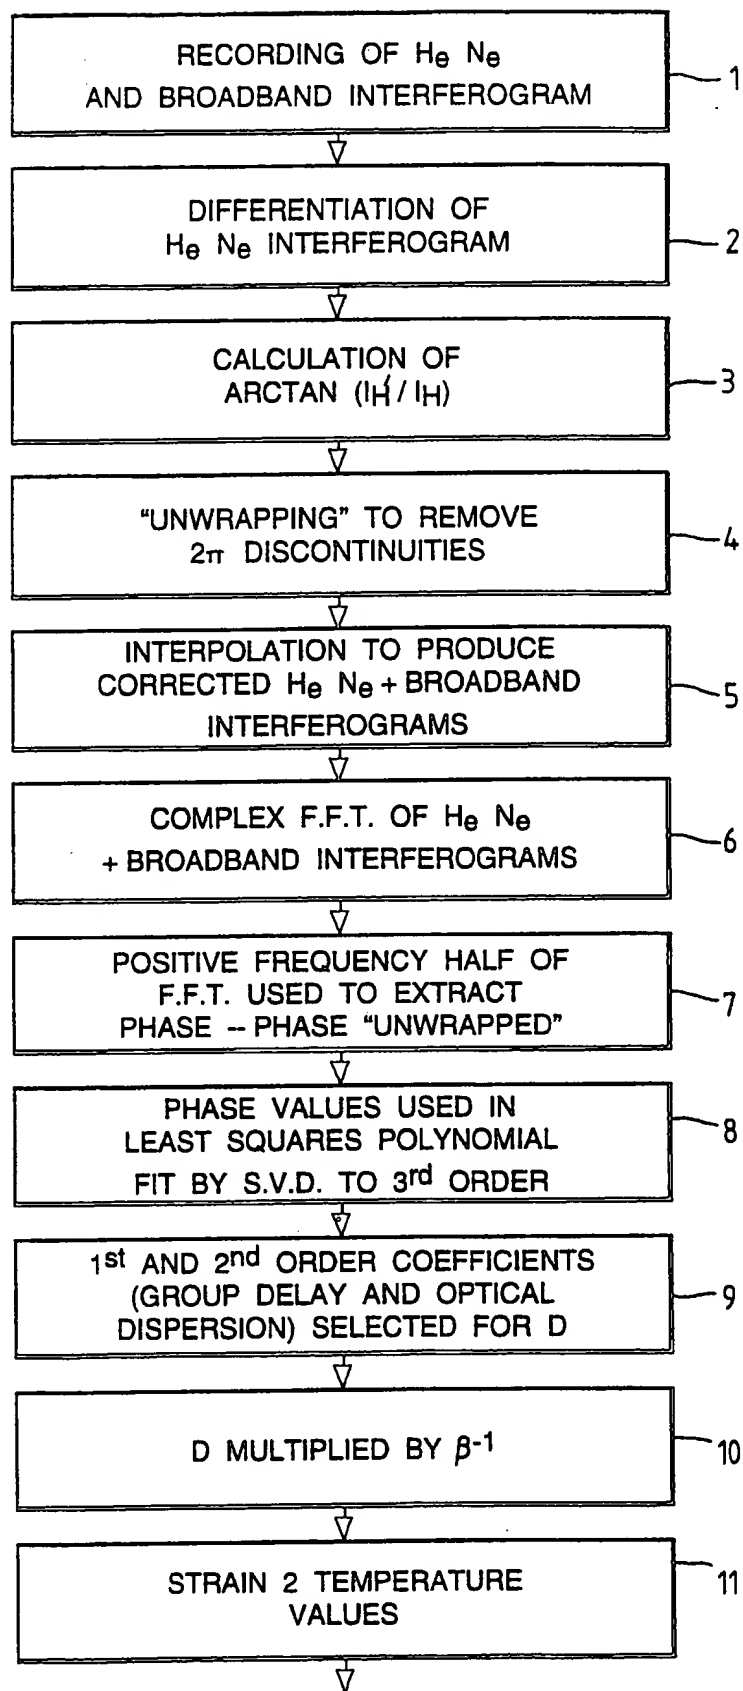 RECORDING OF He Ne
AND BROADBAND INTERFEROGRAM
1
DIFFERENTIATION OF
He Ne INTERFEROGRAM
2
CALCULATION OF
ARCTAN (IH′/ IH)
3
“UNWRAPPING” TO REMOVE
2π DISCONTINUITIES
4
INTERPOLATION TO PRODUCE
CORRECTED He Ne + BROADBAND
INTERFEROGRAMS
5
COMPLEX F.F.T. OF He Ne
+ BROADBAND INTERFEROGRAMS
6
POSITIVE FREQUENCY HALF OF
F.F.T. USED TO EXTRACT
PHASE – PHASE “UNWRAPPED”
7
PHASE VALUES USED IN
LEAST SQUARES POLYNOMIAL
FIT BY S.V.D. TO 3rd ORDER
8
1st AND 2nd ORDER COEFFICIENTS
(GROUP DELAY AND OPTICAL
DISPERSION) SELECTED FOR D
9
D MULTIPLIED BY β-1
10
STRAIN 2 TEMPERATURE
VALUES
11